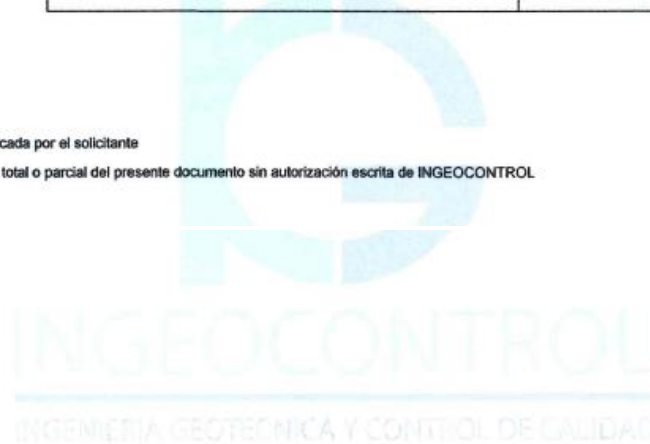 cada por el solicitante
total o parcial del presente documento sin autorización escrita de INGEOCONTROL
INGEOCONTROL
INGENIERIA GEOTECNICA Y CONTROL DE CALIDAD